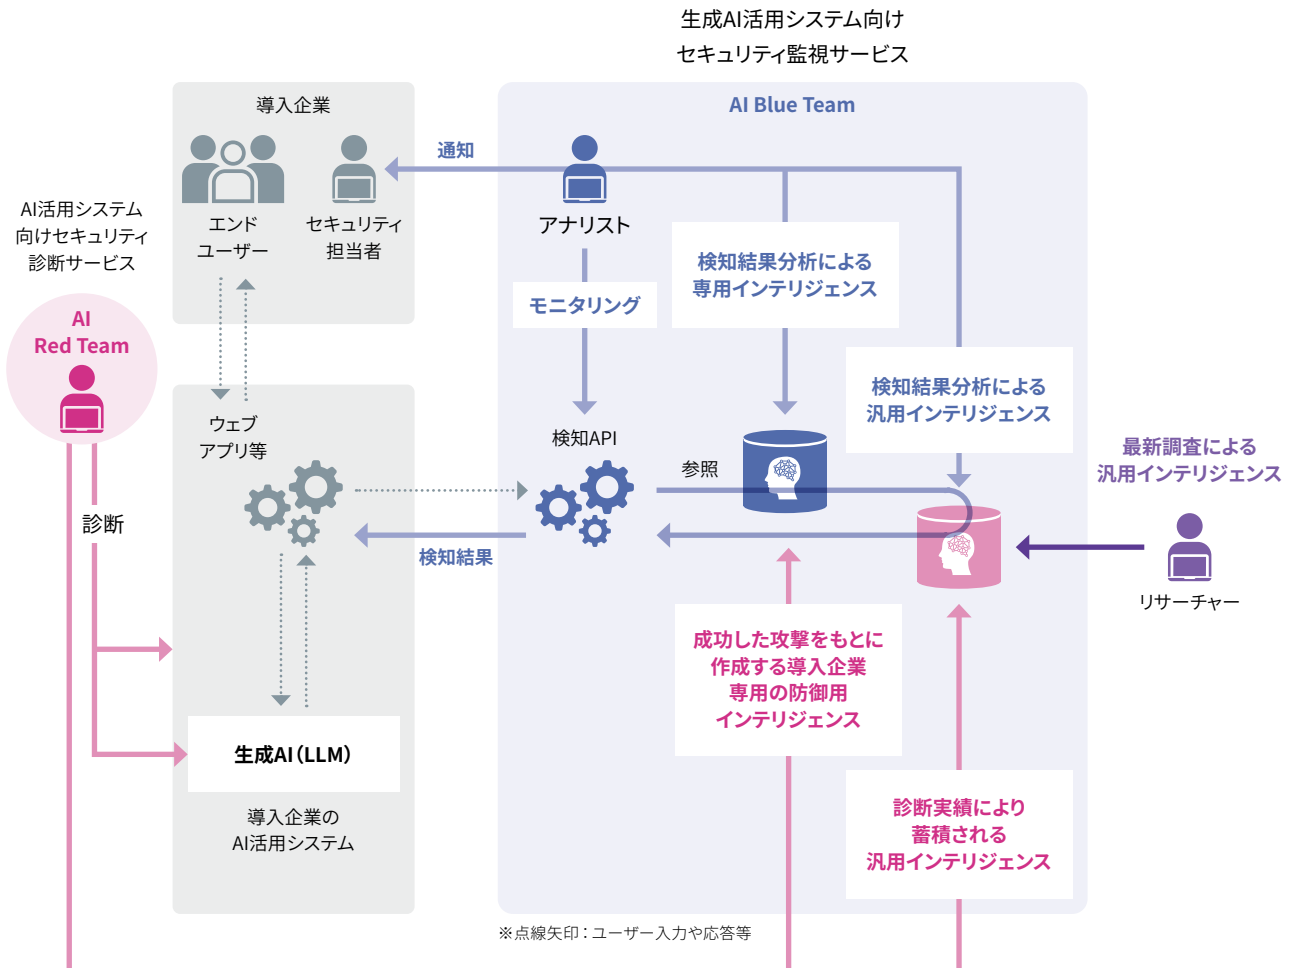 生成AI活用システム向け
セキュリティ監視サービス
導入企業
AI Blue Team
通知
エンド
ユーザー
セキュリティ
担当者
アナリスト
AI活用システム
向けセキュリティ
診断サービス
検知結果分析による
専用インテリジェンス
モニタリング
AI
Red Team
検知結果分析による
汎用インテリジェンス
ウェブ
アプリ等
検知API
参照
最新調査による
汎用インテリジェンス
診断
検知結果
リサーチャー
成功した攻撃をもとに
作成する導入企業
専用の防御用
インテリジェンス
生成AI（LLM）
導入企業の
AI活用システム
診断実績により
蓄積される
汎用インテリジェンス
※点線矢印：ユーザー入力や応答等